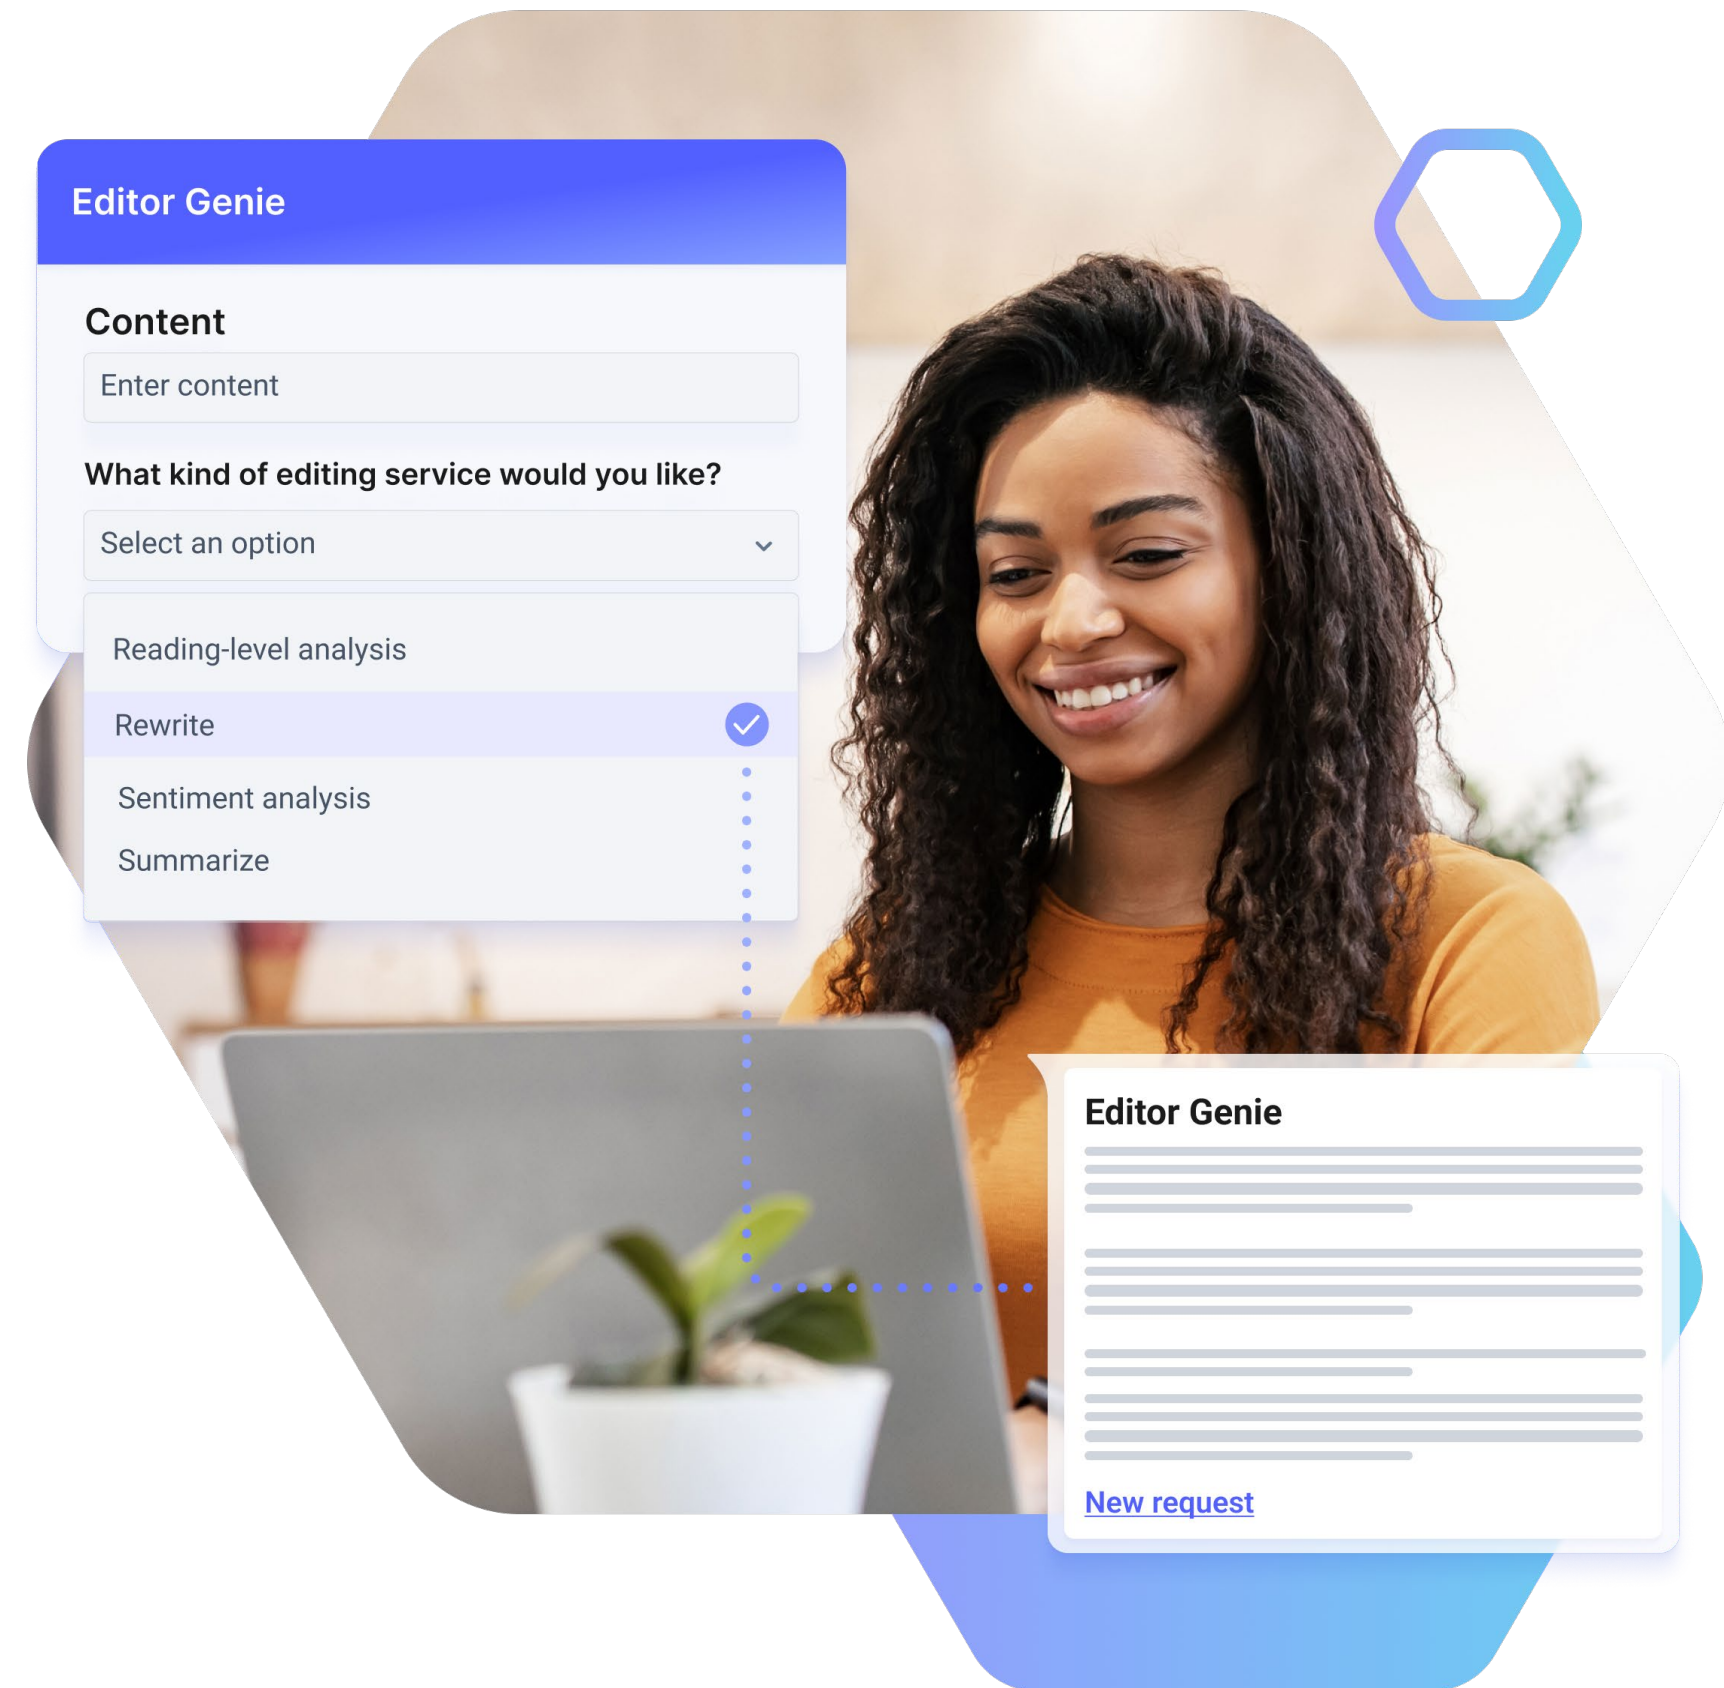 Editor Genie
Content
Enter content
What kind of editing service would you like?
Select an option
Reading-level analysis
Rewrite
Sentiment analysis
Summarize
Editor Genie
New request